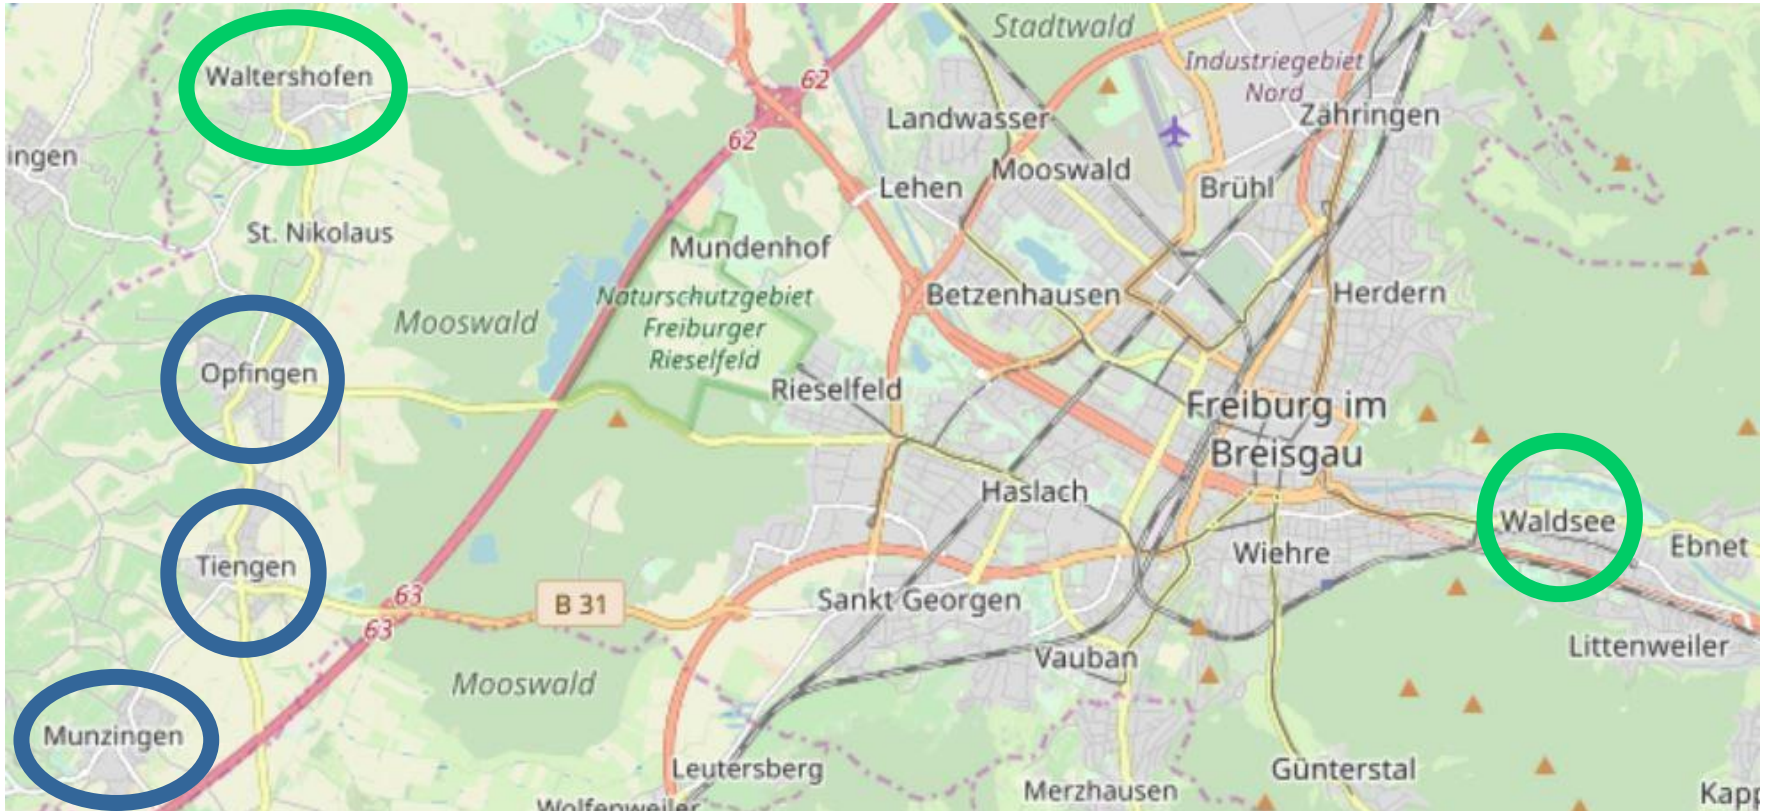 Stadtwald
Waltershofen
62
Industriegebiet
Nord
Landwasser
Zähringen
62
ingen
Mooswald
Lehen
Brühl
St. Nikolaus
Mundenhof
Naturschutzgebiet
Freiburger
Rieselfeld
Betzenhausen
Herdern
Mooswald
Opfingen
Rieselfeld
Freiburg im
Breisgau
Haslach
Waldsee
Wiehre
Ebnet
Tiengen
63
B 31
Sankt Georgen
63
Littenweiler
Vauban
Mooswald
Munzingen
Leutersberg
Günterstal
Merzhausen
Kapp
Wolfenweiler